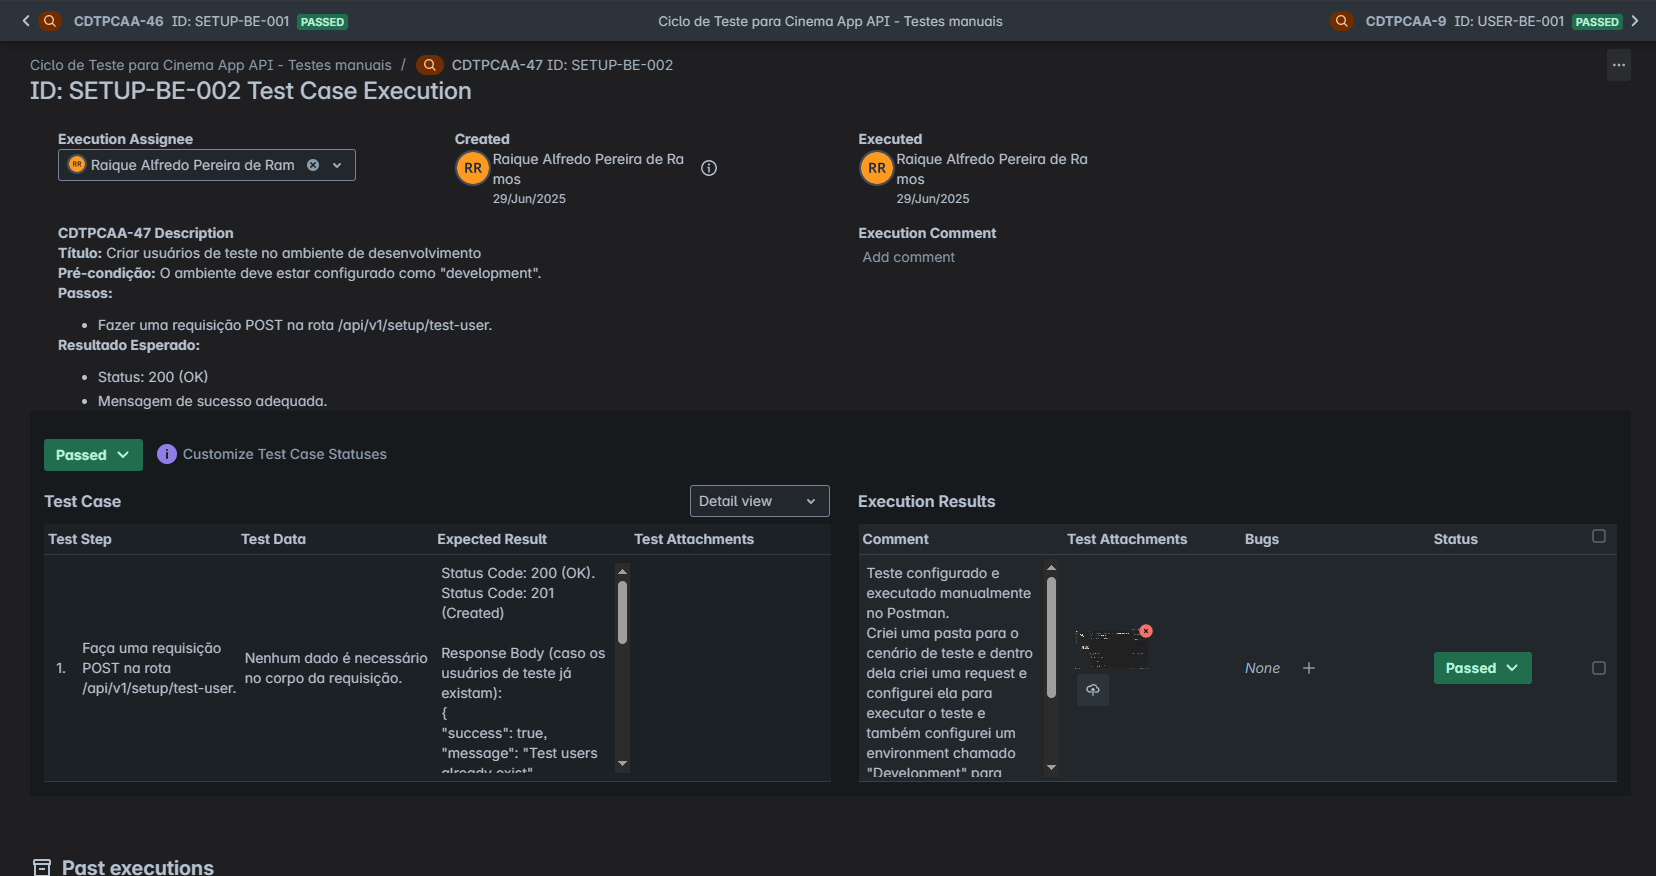 CDTPCAA-46 ID: SETUP-BE-001 PASSED
Ciclo de Teste para Cinema App API - Testes manuais
CDTPCAA-9 ID: USER-BE-001 PASSED
Ciclo de Teste para Cinema App API - Testes manuais / CDTPCAA-47 ID: SETUP-BE-002
ID: SETUP-BE-002 Test Case Execution
Execution Assignee
RR Raique Alfredo Pereira de Ram
Created
RR
Raique Alfredo Pereira de Ra
mos
29/Jun/2025
Executed
RR
Raique Alfredo Pereira de Ra
mos
29/Jun/2025
CDTPCAA-47 Description
Título: Criar usuários de teste no ambiente de desenvolvimento
Pré-condição: O ambiente deve estar configurado como "development".
Passos:
• Fazer uma requisição POST na rota /api/v1/setup/test-user.
Resultado Esperado:
• Status: 200 (OK)
• Mensagem de sucesso adequada.
Execution Comment
Add comment
Passed
Customize Test Case Statuses
Test Case
Detail view
Test Step Test Data Expected Result Test Attachments
1.
Faça uma requisição
POST na rota
/api/v1/setup/test-user.
Nenhum dado é necessário
no corpo da requisição.
Status Code: 200 (OK).
Status Code: 201
(Created)
Response Body (caso os
usuários de teste já
existam):
{
"success": true,
"message": "Test users
already exist"
Execution Results
Comment Test Attachments Bugs Status
Teste configurado e
executado manualmente
no Postman.
Criei uma pasta para o
cenário de teste e dentro
dela criei uma request e
configurei ela para
executar o teste e
também configurei um
environment chamado
"Development" para
None +
Passed
Past executions